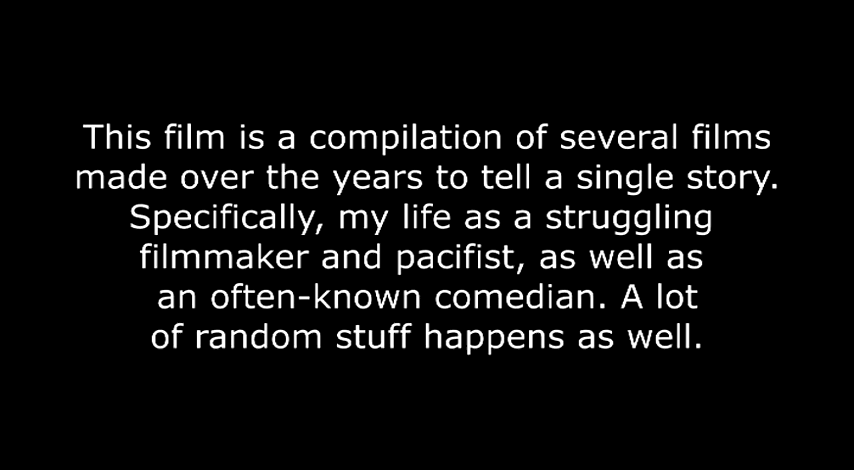 This film is a compilation of several films
made over the years to tell a single story.
Specifically, my life as a struggling
filmmaker and pacifist, as well as
an often-known comedian. A lot
of random stuff happens as well.